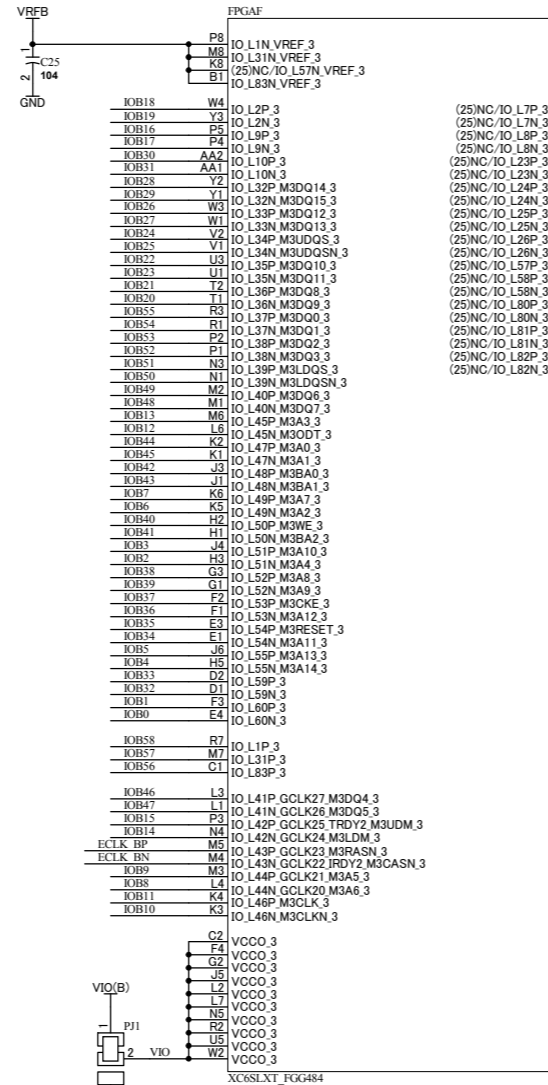 VRFB
FPGAF
1
C25
104
2
GND
P8 IO_L1N_VREF_3
M8 IO_L31N_VREF_3
K8 (25)NC/IO_L57N_VREF_3
B1 IO_L83N_VREF_3
IOB18 W4 IO_L2P_3 (25)NC/IO_L7P_3
IOB19 Y3 IO_L2N_3 (25)NC/IO_L7N_3
IOB16 P5 IO_L9P_3 (25)NC/IO_L8P_3
IOB17 P4 IO_L9N_3 (25)NC/IO_L8N_3
IOB30 AA2 IO_L10P_3 (25)NC/IO_L23P_3
IOB31 AA1 IO_L10N_3 (25)NC/IO_L23N_3
IOB28 Y2 IO_L32P_M3DQ14_3 (25)NC/IO_L24P_3
IOB29 Y1 IO_L32N_M3DQ15_3 (25)NC/IO_L24N_3
IOB26 W3 IO_L33P_M3DQ12_3 (25)NC/IO_L25P_3
IOB27 W1 IO_L33N_M3DQ13_3 (25)NC/IO_L25N_3
IOB24 V2 IO_L34P_M3UDQS_3 (25)NC/IO_L26P_3
IOB25 V1 IO_L34N_M3UDQSN_3 (25)NC/IO_L26N_3
IOB22 U3 IO_L35P_M3DQ10_3 (25)NC/IO_L57P_3
IOB23 U1 IO_L35N_M3DQ11_3 (25)NC/IO_L58P_3
IOB21 T2 IO_L36P_M3DQ8_3 (25)NC/IO_L58N_3
IOB20 T1 IO_L36N_M3DQ9_3 (25)NC/IO_L80P_3
IOB55 R3 IO_L37P_M3DQ0_3 (25)NC/IO_L80N_3
IOB54 R1 IO_L37N_M3DQ1_3 (25)NC/IO_L81P_3
IOB53 P2 IO_L38P_M3DQ2_3 (25)NC/IO_L81N_3
IOB52 P1 IO_L38N_M3DQ3_3 (25)NC/IO_L82P_3
IOB51 N3 IO_L39P_M3LDQS_3 (25)NC/IO_L82N_3
IOB50 N1 IO_L39N_M3LDQSN_3
IOB49 M2 IO_L40P_M3DQ6_3
IOB48 M1 IO_L40N_M3DQ7_3
IOB13 M6 IO_L45P_M3A3_3
IOB12 L6 IO_L45N_M3ODT_3
IOB44 K2 IO_L47P_M3A0_3
IOB45 K1 IO_L47N_M3A1_3
IOB42 J3 IO_L48P_M3BA0_3
IOB43 J1 IO_L48N_M3BA1_3
IOB7 K6 IO_L49P_M3A7_3
IOB6 K5 IO_L49N_M3A2_3
IOB40 H2 IO_L50P_M3WE_3
IOB41 H1 IO_L50N_M3BA2_3
IOB3 J4 IO_L51P_M3A10_3
IOB2 H3 IO_L51N_M3A4_3
IOB38 G3 IO_L52P_M3A8_3
IOB39 G1 IO_L52N_M3A9_3
IOB37 F2 IO_L53P_M3CKE_3
IOB36 F1 IO_L53N_M3A12_3
IOB35 E3 IO_L54P_M3RESET_3
IOB34 E1 IO_L54N_M3A11_3
IOB5 J6 IO_L55P_M3A13_3
IOB4 H5 IO_L55N_M3A14_3
IOB33 D2 IO_L59P_3
IOB32 D1 IO_L59N_3
IOB1 F3 IO_L60P_3
IOB0 E4 IO_L60N_3
IOB58 R7 IO_L1P_3
IOB57 M7 IO_L31P_3
IOB56 C1 IO_L83P_3
IOB46 L3 IO_L41P_GCLK27_M3DQ4_3
IOB47 L1 IO_L41N_GCLK26_M3DQ5_3
IOB15 P3 IO_L42P_GCLK25_TRDY2_M3UDM_3
IOB14 N4 IO_L42N_GCLK24_M3LDM_3
ECLK_BP M5 IO_L43P_GCLK23_M3RASN_3
ECLK_BN M4 IO_L43N_GCLK22_IRDY2_M3CASN_3
IOB9 M3 IO_L44P_GCLK21_M3A5_3
IOB8 L4 IO_L44N_GCLK20_M3A6_3
IOB11 K4 IO_L46P_M3CLK_3
IOB10 K3 IO_L46N_M3CLKN_3
C2 VCCO_3
F4 VCCO_3
G2 VCCO_3
J5 VCCO_3
L2 VCCO_3
L7 VCCO_3
N5 VCCO_3
R2 VCCO_3
U5 VCCO_3
W2 VCCO_3
VIO(B)
1
PJ1
2 VIO
XC6SLXT_FGG484